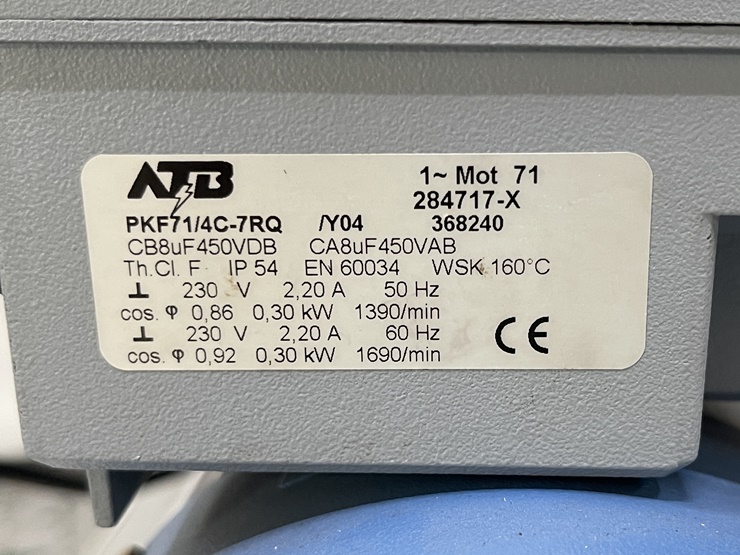 ATB
1~ Mot 71
284717-X
PKF71/4C-7RQ /Y04 368240
CB8uF450VDB CA8uF450VAB
Th.Cl. F IP 54 EN 60034 WSK 160°C
⊥ 230 V 2,20 A 50 Hz
cos. φ 0,86 0,30 kW 1390/min
⊥ 230 V 2,20 A 60 Hz
cos. φ 0,92 0,30 kW 1690/min
CE